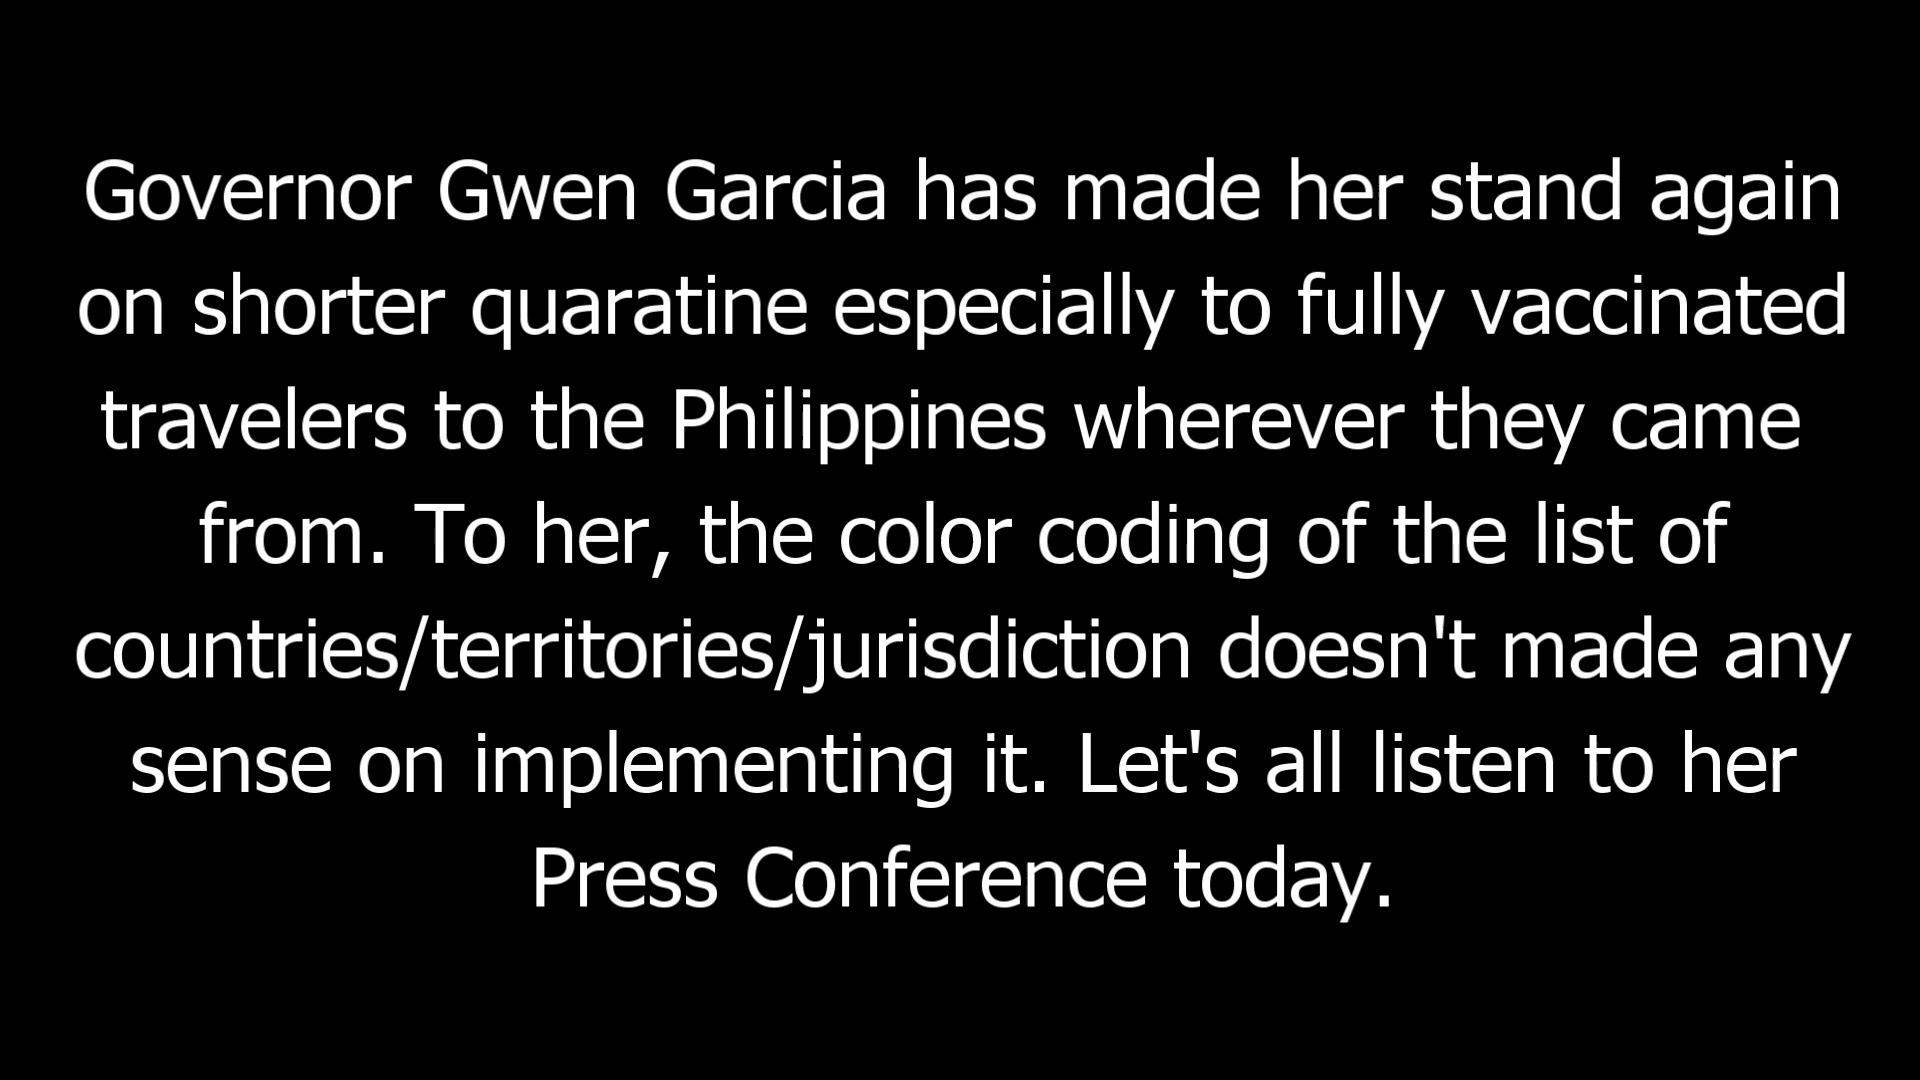 Governor Gwen Garcia has made her stand again
on shorter quaratine especially to fully vaccinated
travelers to the Philippines wherever they came
from. To her, the color coding of the list of
countries/territories/jurisdiction doesn't made any
sense on implementing it. Let's all listen to her
Press Conference today.